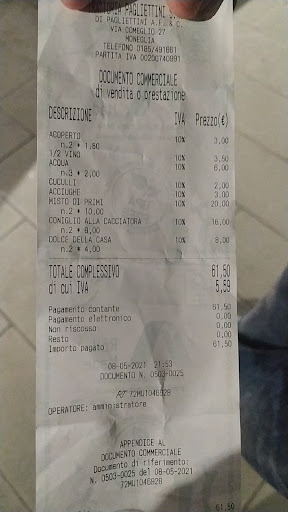 PAGLIETTINI
DI PAGLIETTINI A.F. & C.
VIA COMEGLIO 27
MONEGLIA
TELEFONO 0185/491661
PARTITA IVA 00200740991
DOCUMENTO COMMERCIALE
di vendita o prestazione
DESCRIZIONE IVA Prezzo(€)
ACOPERTO 10% 3,00
n.2 * 1,50
1/2 VINO 10% 3,50
ACQUA 10% 6,00
n.3 * 2,00
CUCULLI 10% 2,00
ACCIUGHE 10% 3,00
MISTO DI PRIMI 10% 20,00
n.2 * 10,00
CONIGLIO ALLA CACCIATORA 10% 16,00
n.2 * 8,00
DOLCE DELLA CASA 10% 8,00
n.2 * 4,00
TOTALE COMPLESSIVO 61,50
di cui IVA 5,59
Pagamento contante 61,50
Pagamento elettronico 0,00
Non riscosso 0,00
Resto 0,00
Importo pagato 61,50
08-05-2021 21:53
DOCUMENTO N. 0503-0025
RT 72MU1046828
OPERATORE: amministratore
APPENDICE AL
DOCUMENTO COMMERCIALE
Documento di riferimento:
N. 0503-0025 del 08-05-2021
72MU1046828
61,50